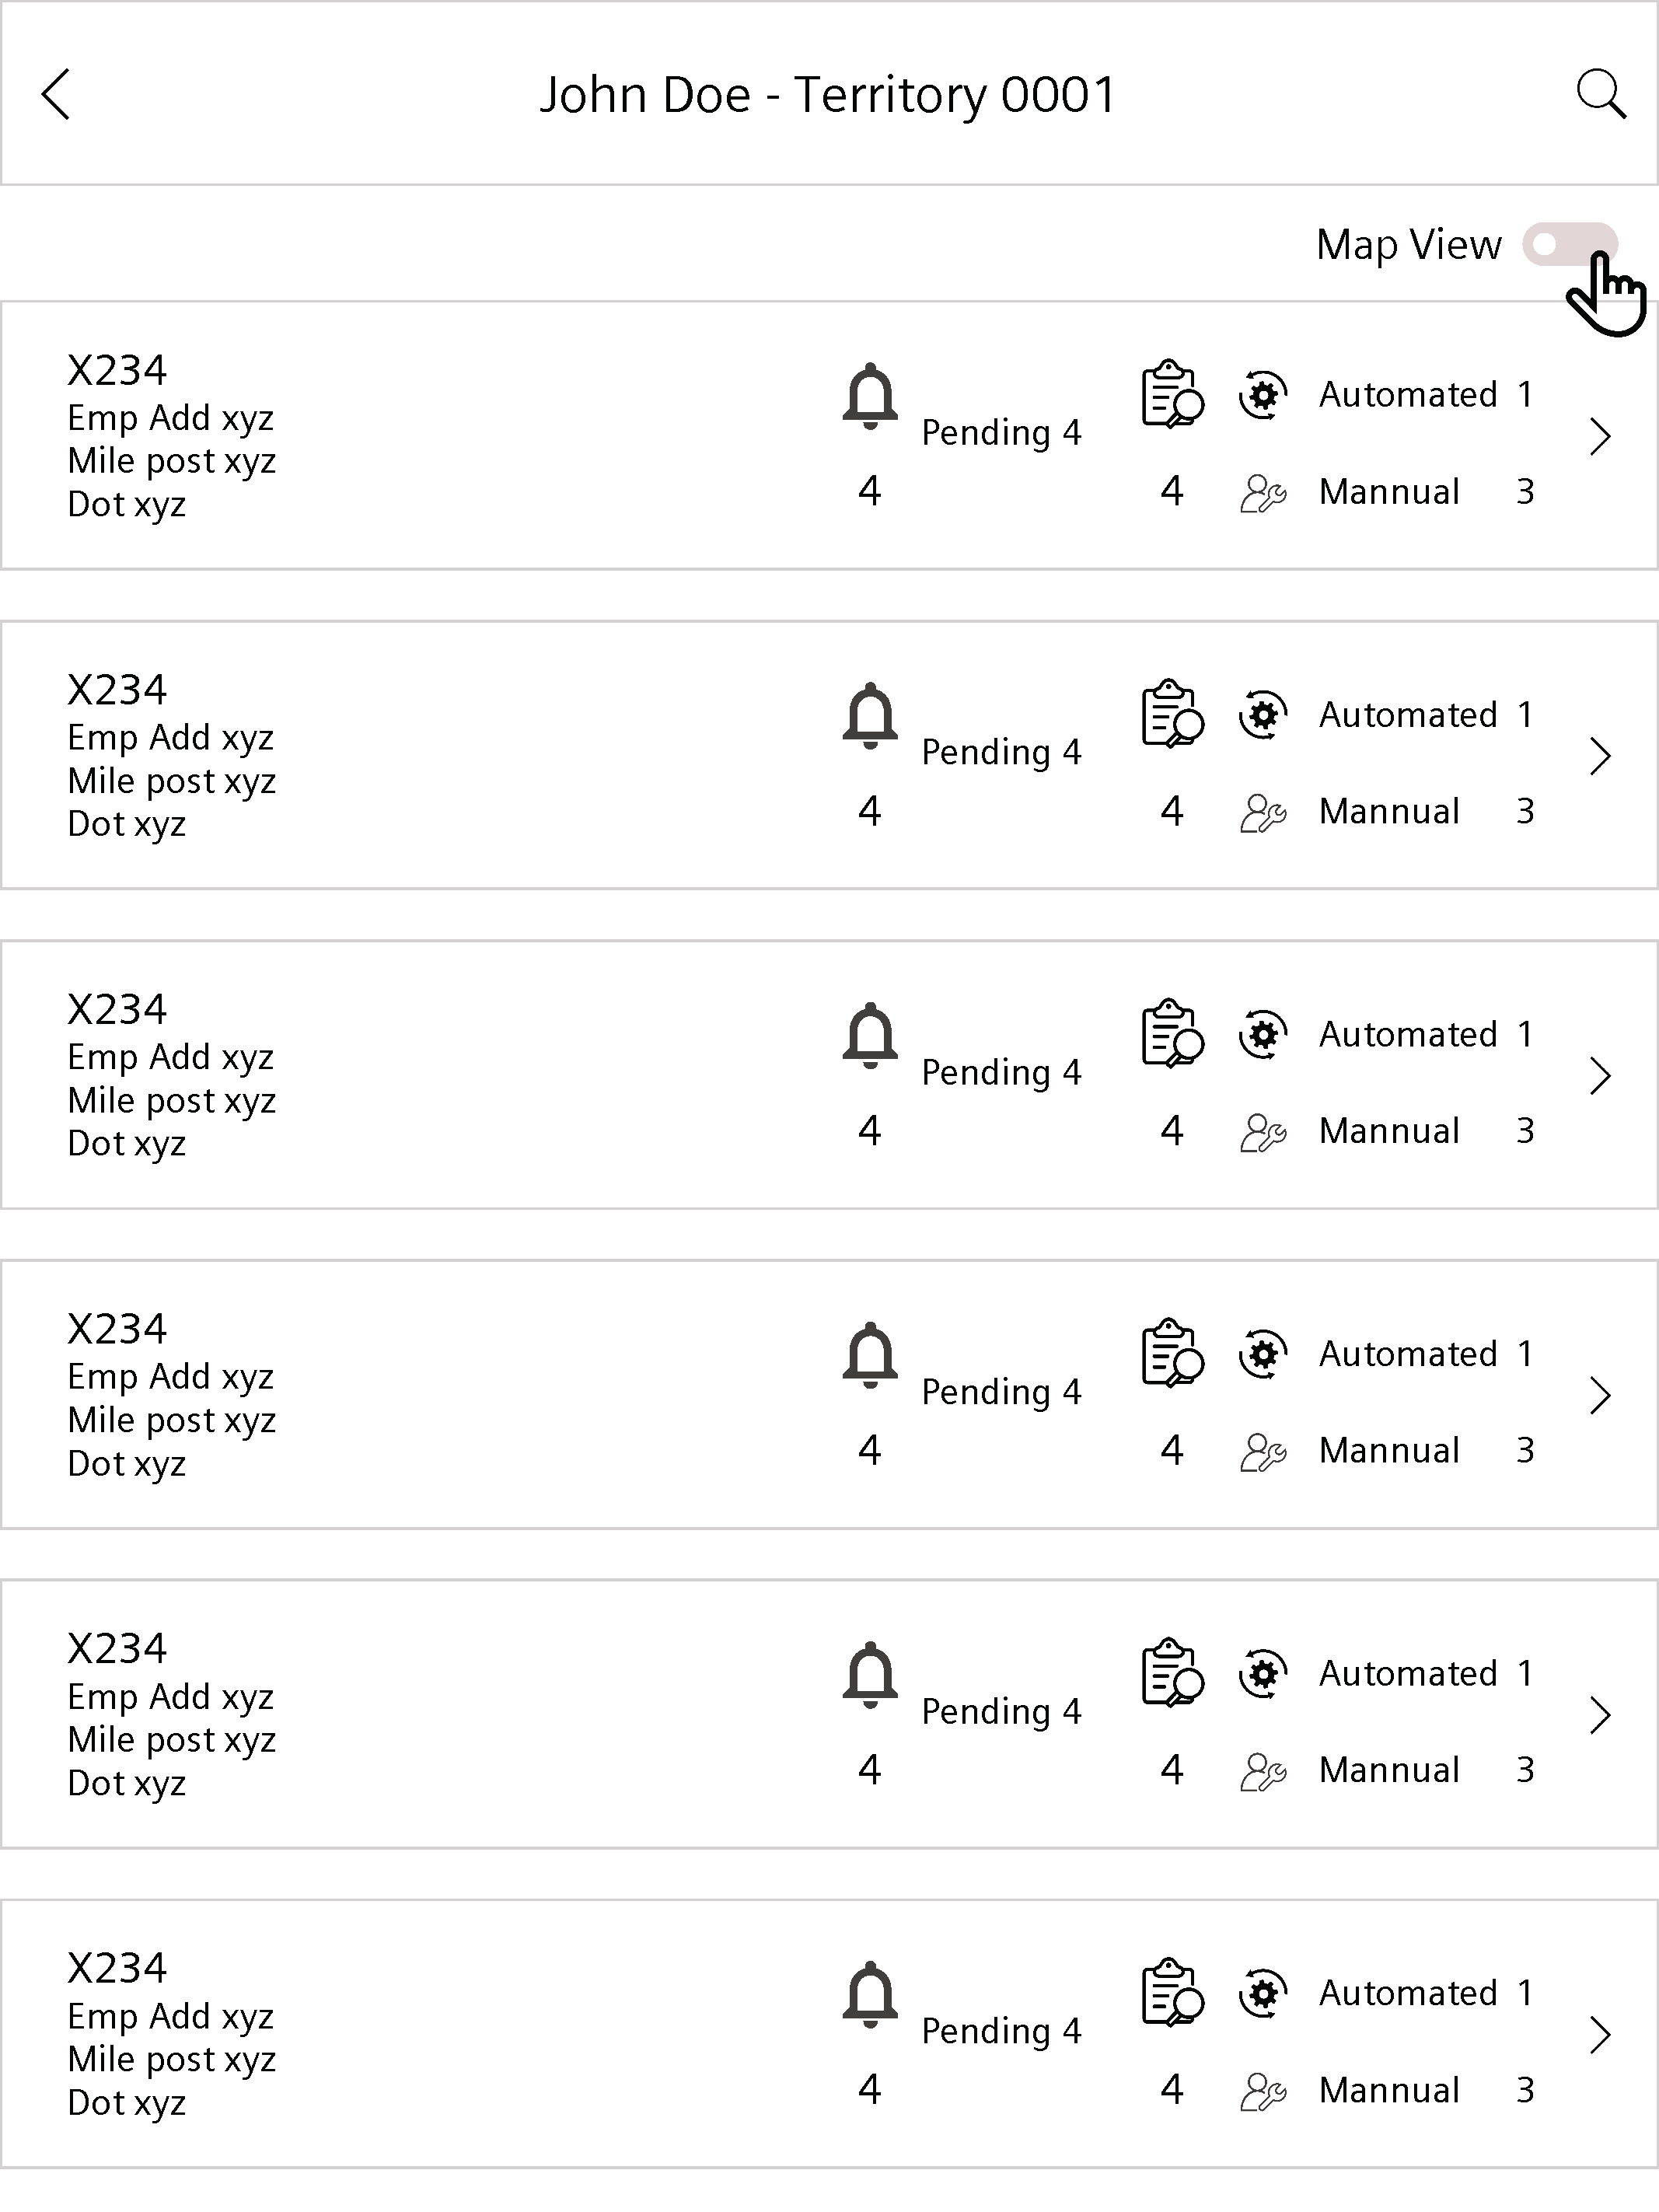 John Doe - Territory 0001
Map View
X234
Emp Add xyz
Mile post xyz
Dot xyz
Pending 4
4
4
Automated 1
Mannual 3
X234
Emp Add xyz
Mile post xyz
Dot xyz
Pending 4
4
4
Automated 1
Mannual 3
X234
Emp Add xyz
Mile post xyz
Dot xyz
Pending 4
4
4
Automated 1
Mannual 3
X234
Emp Add xyz
Mile post xyz
Dot xyz
Pending 4
4
4
Automated 1
Mannual 3
X234
Emp Add xyz
Mile post xyz
Dot xyz
Pending 4
4
4
Automated 1
Mannual 3
X234
Emp Add xyz
Mile post xyz
Dot xyz
Pending 4
4
4
Automated 1
Mannual 3